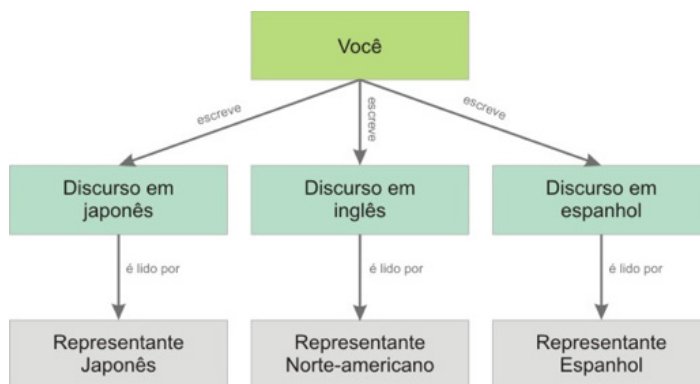 Você
escreve
escreve
escreve
Discurso em
japonês
Discurso em
inglês
Discurso em
espanhol
é lido por
é lido por
é lido por
Representante
Japonês
Representante
Norte-americano
Representante
Espanhol